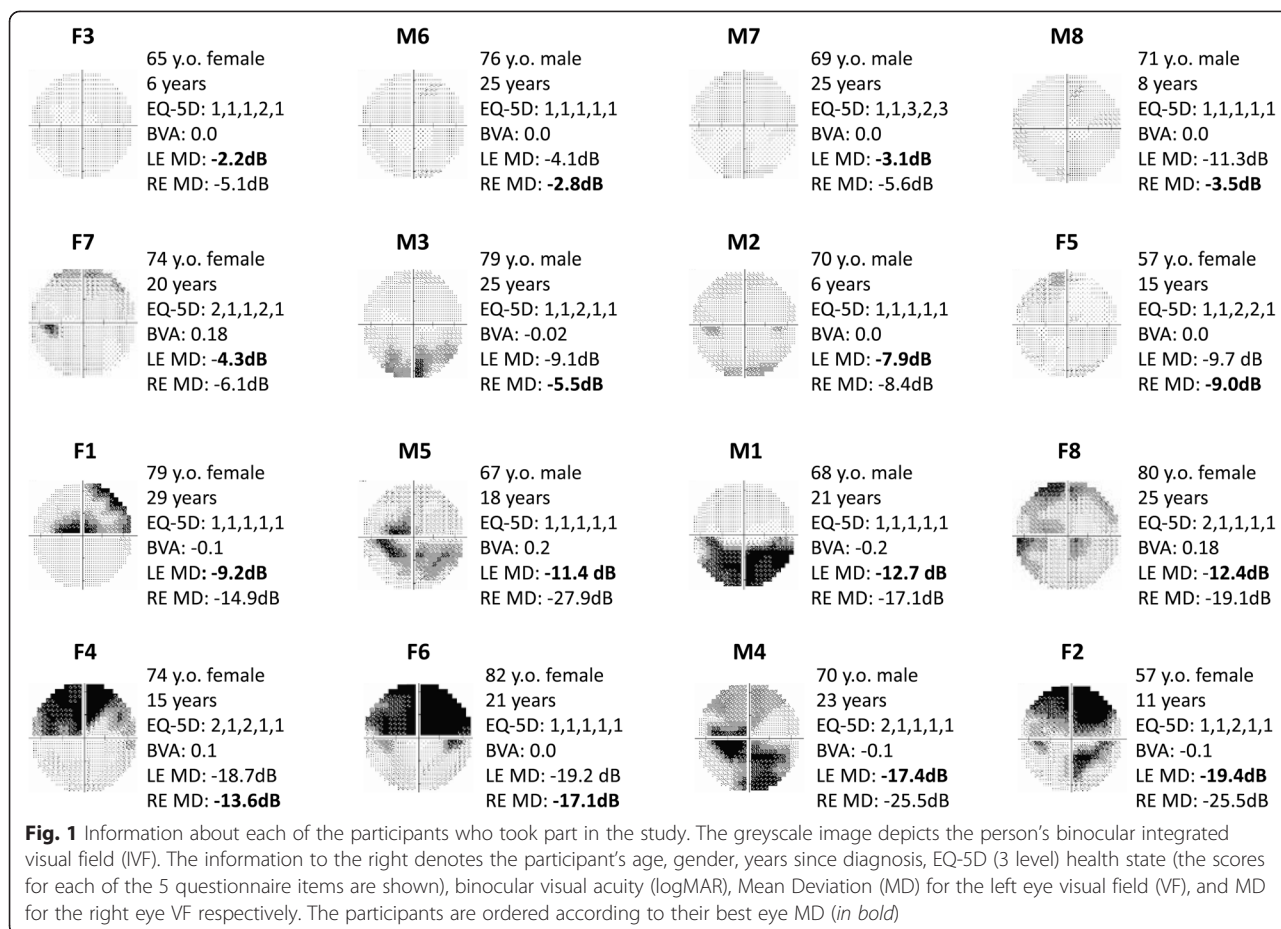 F3
65 y.o. female
6 years
EQ-5D: 1,1,1,2,1
BVA: 0.0
LE MD: -2.2dB
RE MD: -5.1dB
M6
76 y.o. male
25 years
EQ-5D: 1,1,1,1,1
BVA: 0.0
LE MD: -4.1dB
RE MD: -2.8dB
M7
69 y.o. male
25 years
EQ-5D: 1,1,3,2,3
BVA: 0.0
LE MD: -3.1dB
RE MD: -5.6dB
M8
71 y.o. male
8 years
EQ-5D: 1,1,1,1,1
BVA: 0.0
LE MD: -11.3dB
RE MD: -3.5dB
F7
74 y.o. female
20 years
EQ-5D: 2,1,1,2,1
BVA: 0.18
LE MD: -4.3dB
RE MD: -6.1dB
M3
79 y.o. male
25 years
EQ-5D: 1,1,2,1,1
BVA: -0.02
LE MD: -9.1dB
RE MD: -5.5dB
M2
70 y.o. male
6 years
EQ-5D: 1,1,1,1,1
BVA: 0.0
LE MD: -7.9dB
RE MD: -8.4dB
F5
57 y.o. female
15 years
EQ-5D: 1,1,2,2,1
BVA: 0.0
LE MD: -9.7 dB
RE MD: -9.0dB
F1
79 y.o. female
29 years
EQ-5D: 1,1,1,1,1
BVA: -0.1
LE MD: -9.2dB
RE MD: -14.9dB
M5
67 y.o. male
18 years
EQ-5D: 1,1,1,1,1
BVA: 0.2
LE MD: -11.4 dB
RE MD: -27.9dB
M1
68 y.o. male
21 years
EQ-5D: 1,1,1,1,1
BVA: -0.2
LE MD: -12.7 dB
RE MD: -17.1dB
F8
80 y.o. female
25 years
EQ-5D: 2,1,1,1,1
BVA: 0.18
LE MD: -12.4dB
RE MD: -19.1dB
F4
74 y.o. female
15 years
EQ-5D: 2,1,2,1,1
BVA: 0.1
LE MD: -18.7dB
RE MD: -13.6dB
F6
82 y.o. female
21 years
EQ-5D: 1,1,1,1,1
BVA: 0.0
LE MD: -19.2 dB
RE MD: -17.1dB
M4
70 y.o. male
23 years
EQ-5D: 2,1,1,1,1
BVA: -0.1
LE MD: -17.4dB
RE MD: -25.5dB
F2
57 y.o. female
11 years
EQ-5D: 1,1,2,1,1
BVA: -0.1
LE MD: -19.4dB
RE MD: -25.5dB
Fig. 1 Information about each of the participants who took part in the study. The greyscale image depicts the person's binocular integrated
visual field (IVF). The information to the right denotes the participant's age, gender, years since diagnosis, EQ-5D (3 level) health state (the scores
for each of the 5 questionnaire items are shown), binocular visual acuity (logMAR), Mean Deviation (MD) for the left eye visual field (VF), and MD
for the right eye VF respectively. The participants are ordered according to their best eye MD (in bold)